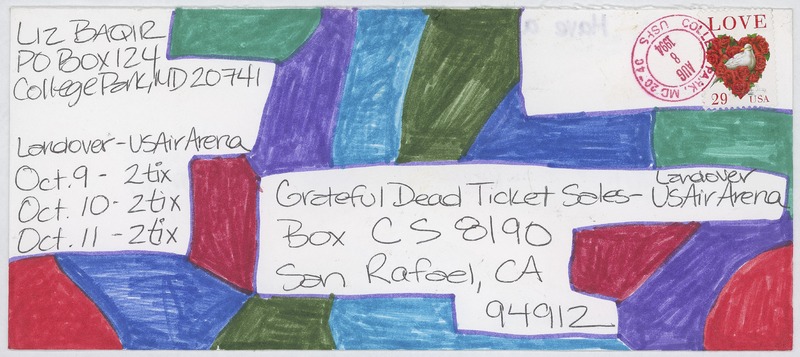 Liz BAQIR
PO Box 124
College Park, MD 20741
Landover - USAir Arena
Oct. 9 - 2tix
Oct. 10 - 2tix
Oct. 11 - 2tix
LOVE
29 USA
COLLEGE PARK, MD 20740
AUG
8
1994
USPS
Grateful Dead Ticket Sales - Landover USAir Arena
Box CS 8190
San Rafael, CA
94912
Have a